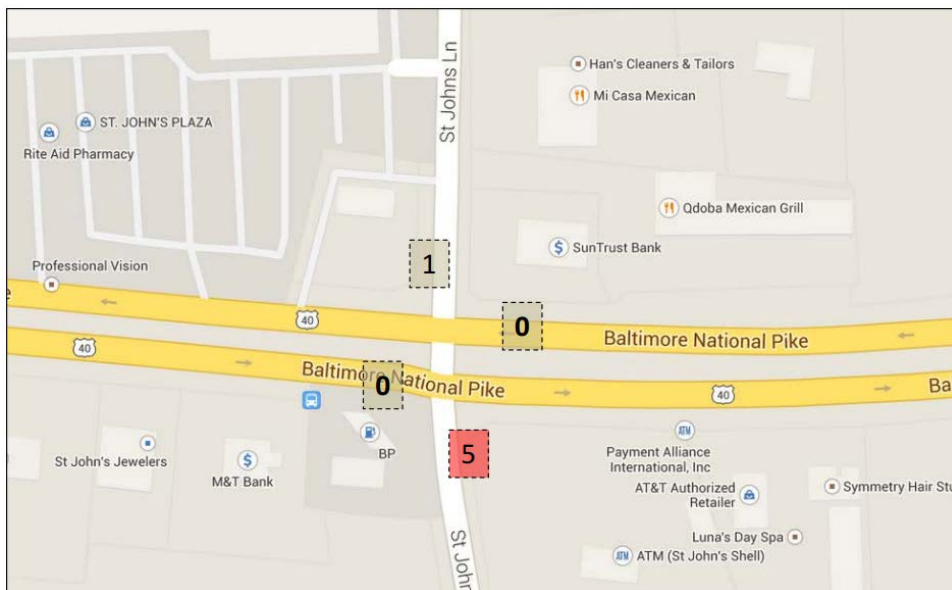 St Johns Ln
Han's Cleaners & Tailors
Mi Casa Mexican
ST. JOHN'S PLAZA
Rite Aid Pharmacy
Qdoba Mexican Grill
SunTrust Bank
1
Professional Vision
e
40
0
Baltimore National Pike
40
Baltimore National Pike
0
40
Ba
BP
St John's Jewelers
$
M&T Bank
5
ATM
Payment Alliance
International, Inc
AT&T Authorized
Retailer
Symmetry Hair Stu
Luna's Day Spa
ATM
ATM (St John's Shell)
$
St John